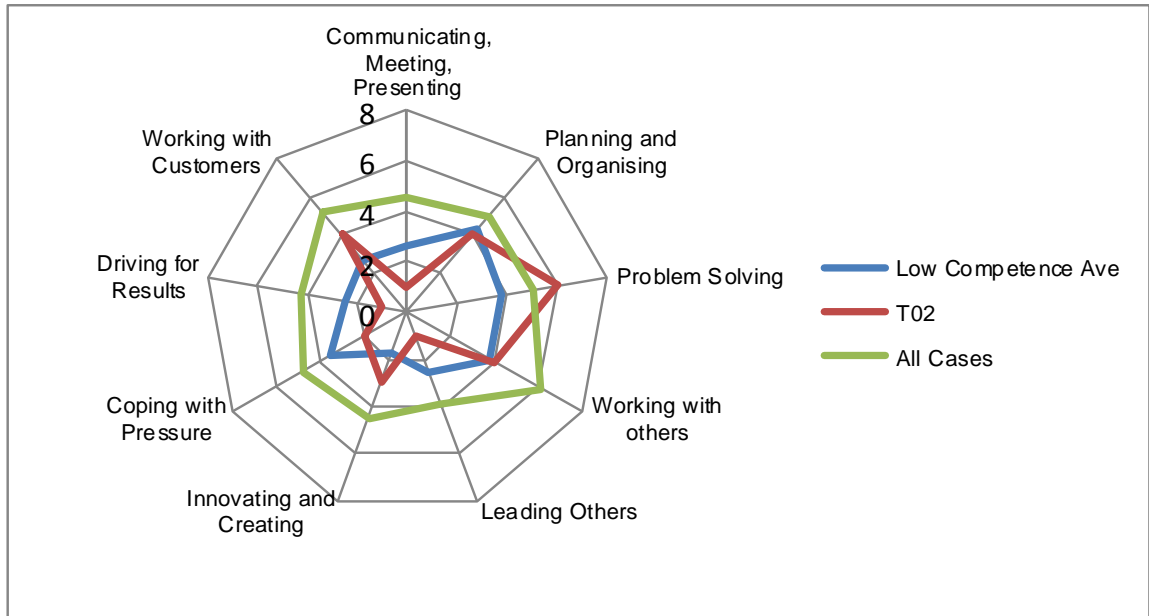 Communicating,
Meeting,
Presenting
8
6
4
2
0
Planning and
Organising
Problem Solving
Working with
others
Leading Others
Innovating and
Creating
Coping with
Pressure
Driving for
Results
Working with
Customers
Low Competence Ave
T02
All Cases